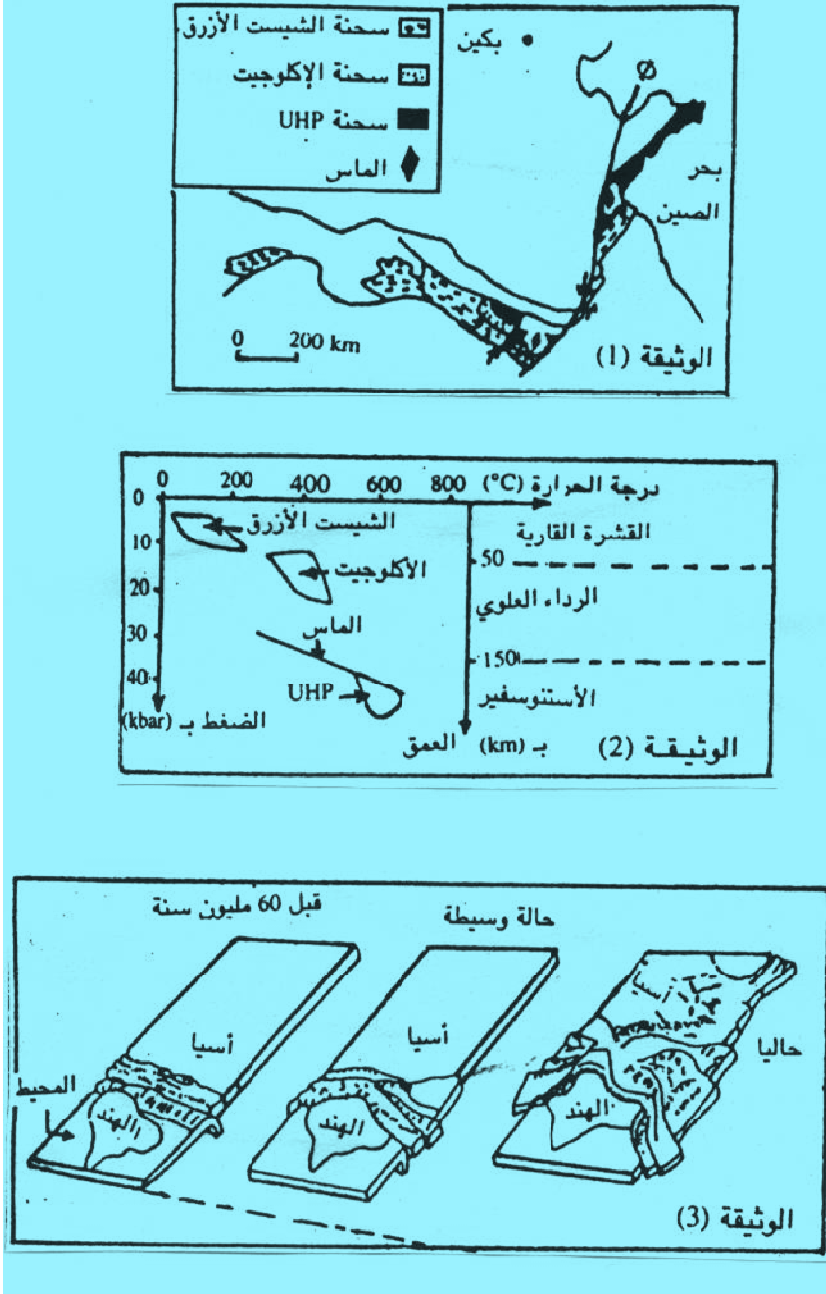 سحنة الشيست الأزرق
سحنة الإكلوجيت
سحنة UHP
الماس
بكين
Ø
بحر
الصين
0 200 km
الوثيقة (1)
0 200 400 600 800 درجة الحرارة (°C)
0
10
20
30
40
الضغط بـ (kbar)
الشيست الأزرق
الأكلوجيت
الماس
UHP
القشرة القارية
50
الرداء العلوي
150
الأستنوسفير
العمق بـ (km)
الوثيقة (2)
قبل 60 مليون سنة
حالة وسيطة
أسيا
أسيا
حاليا
المحيط
الهند
الهند
الهند
الوثيقة (3)